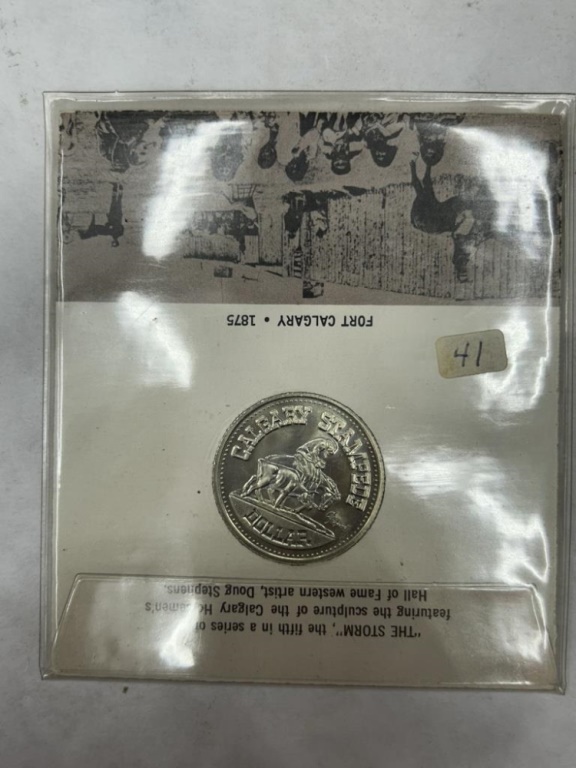 "THE STORM", the fifth in a series of
featuring the sculpture of the Calgary Horsemen's
Hall of Fame western artist, Doug Stephens.
CALGARY STAMPEDE
DOLLAR
41
FORT CALGARY • 1875